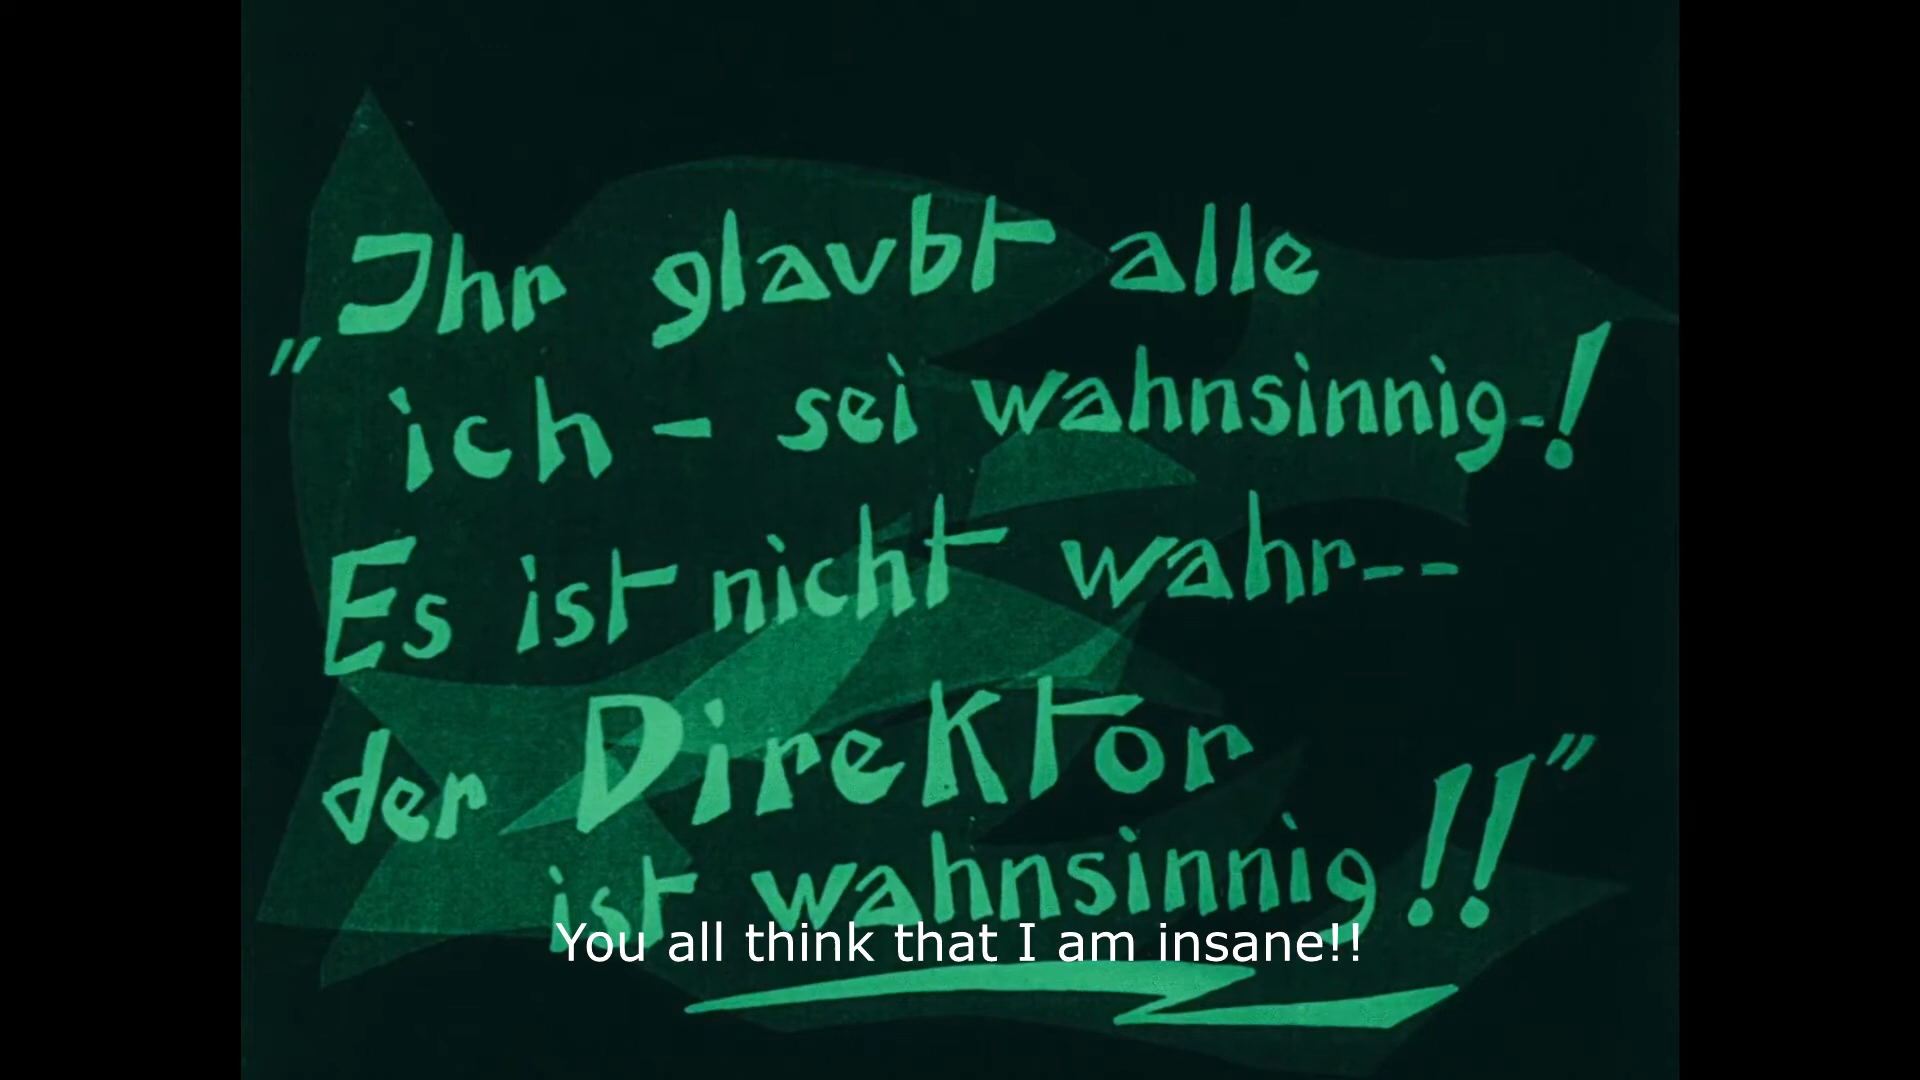 Ihr glaubt alle
„ich – sei wahnsinnig-!
Es ist nicht wahr--
der Direktor
ist wahnsinnig!!”
You all think that I am insane!!